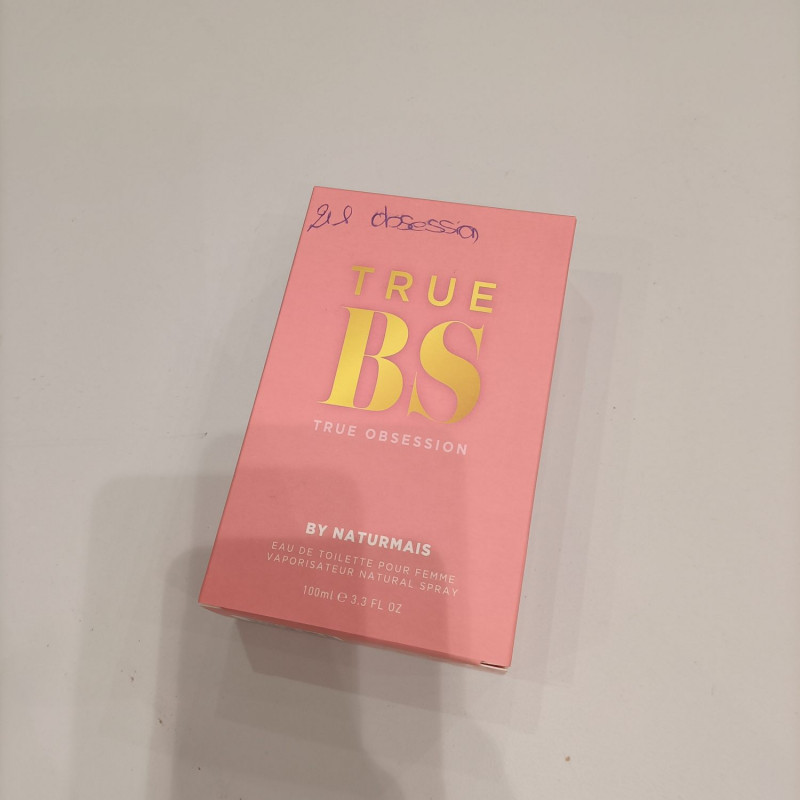 obsession
TRUE
BS
TRUE OBSESSION
BY NATURMAIS
EAU DE TOILETTE POUR FEMME
VAPORISATEUR NATURAL SPRAY
100ml ℮ 3.3 FL OZ